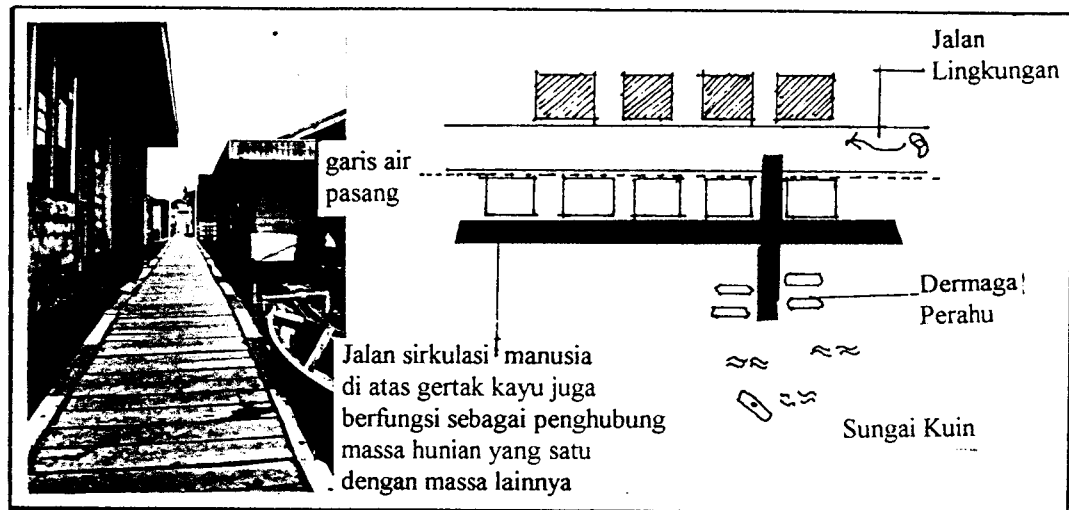 Jalan
Lingkungan
garis air
pasang
Dermaga
Perahu
Jalan sirkulasi manusia
di atas gertak kayu juga
berfungsi sebagai penghubung
massa hunian yang satu
dengan massa lainnya
Sungai Kuin